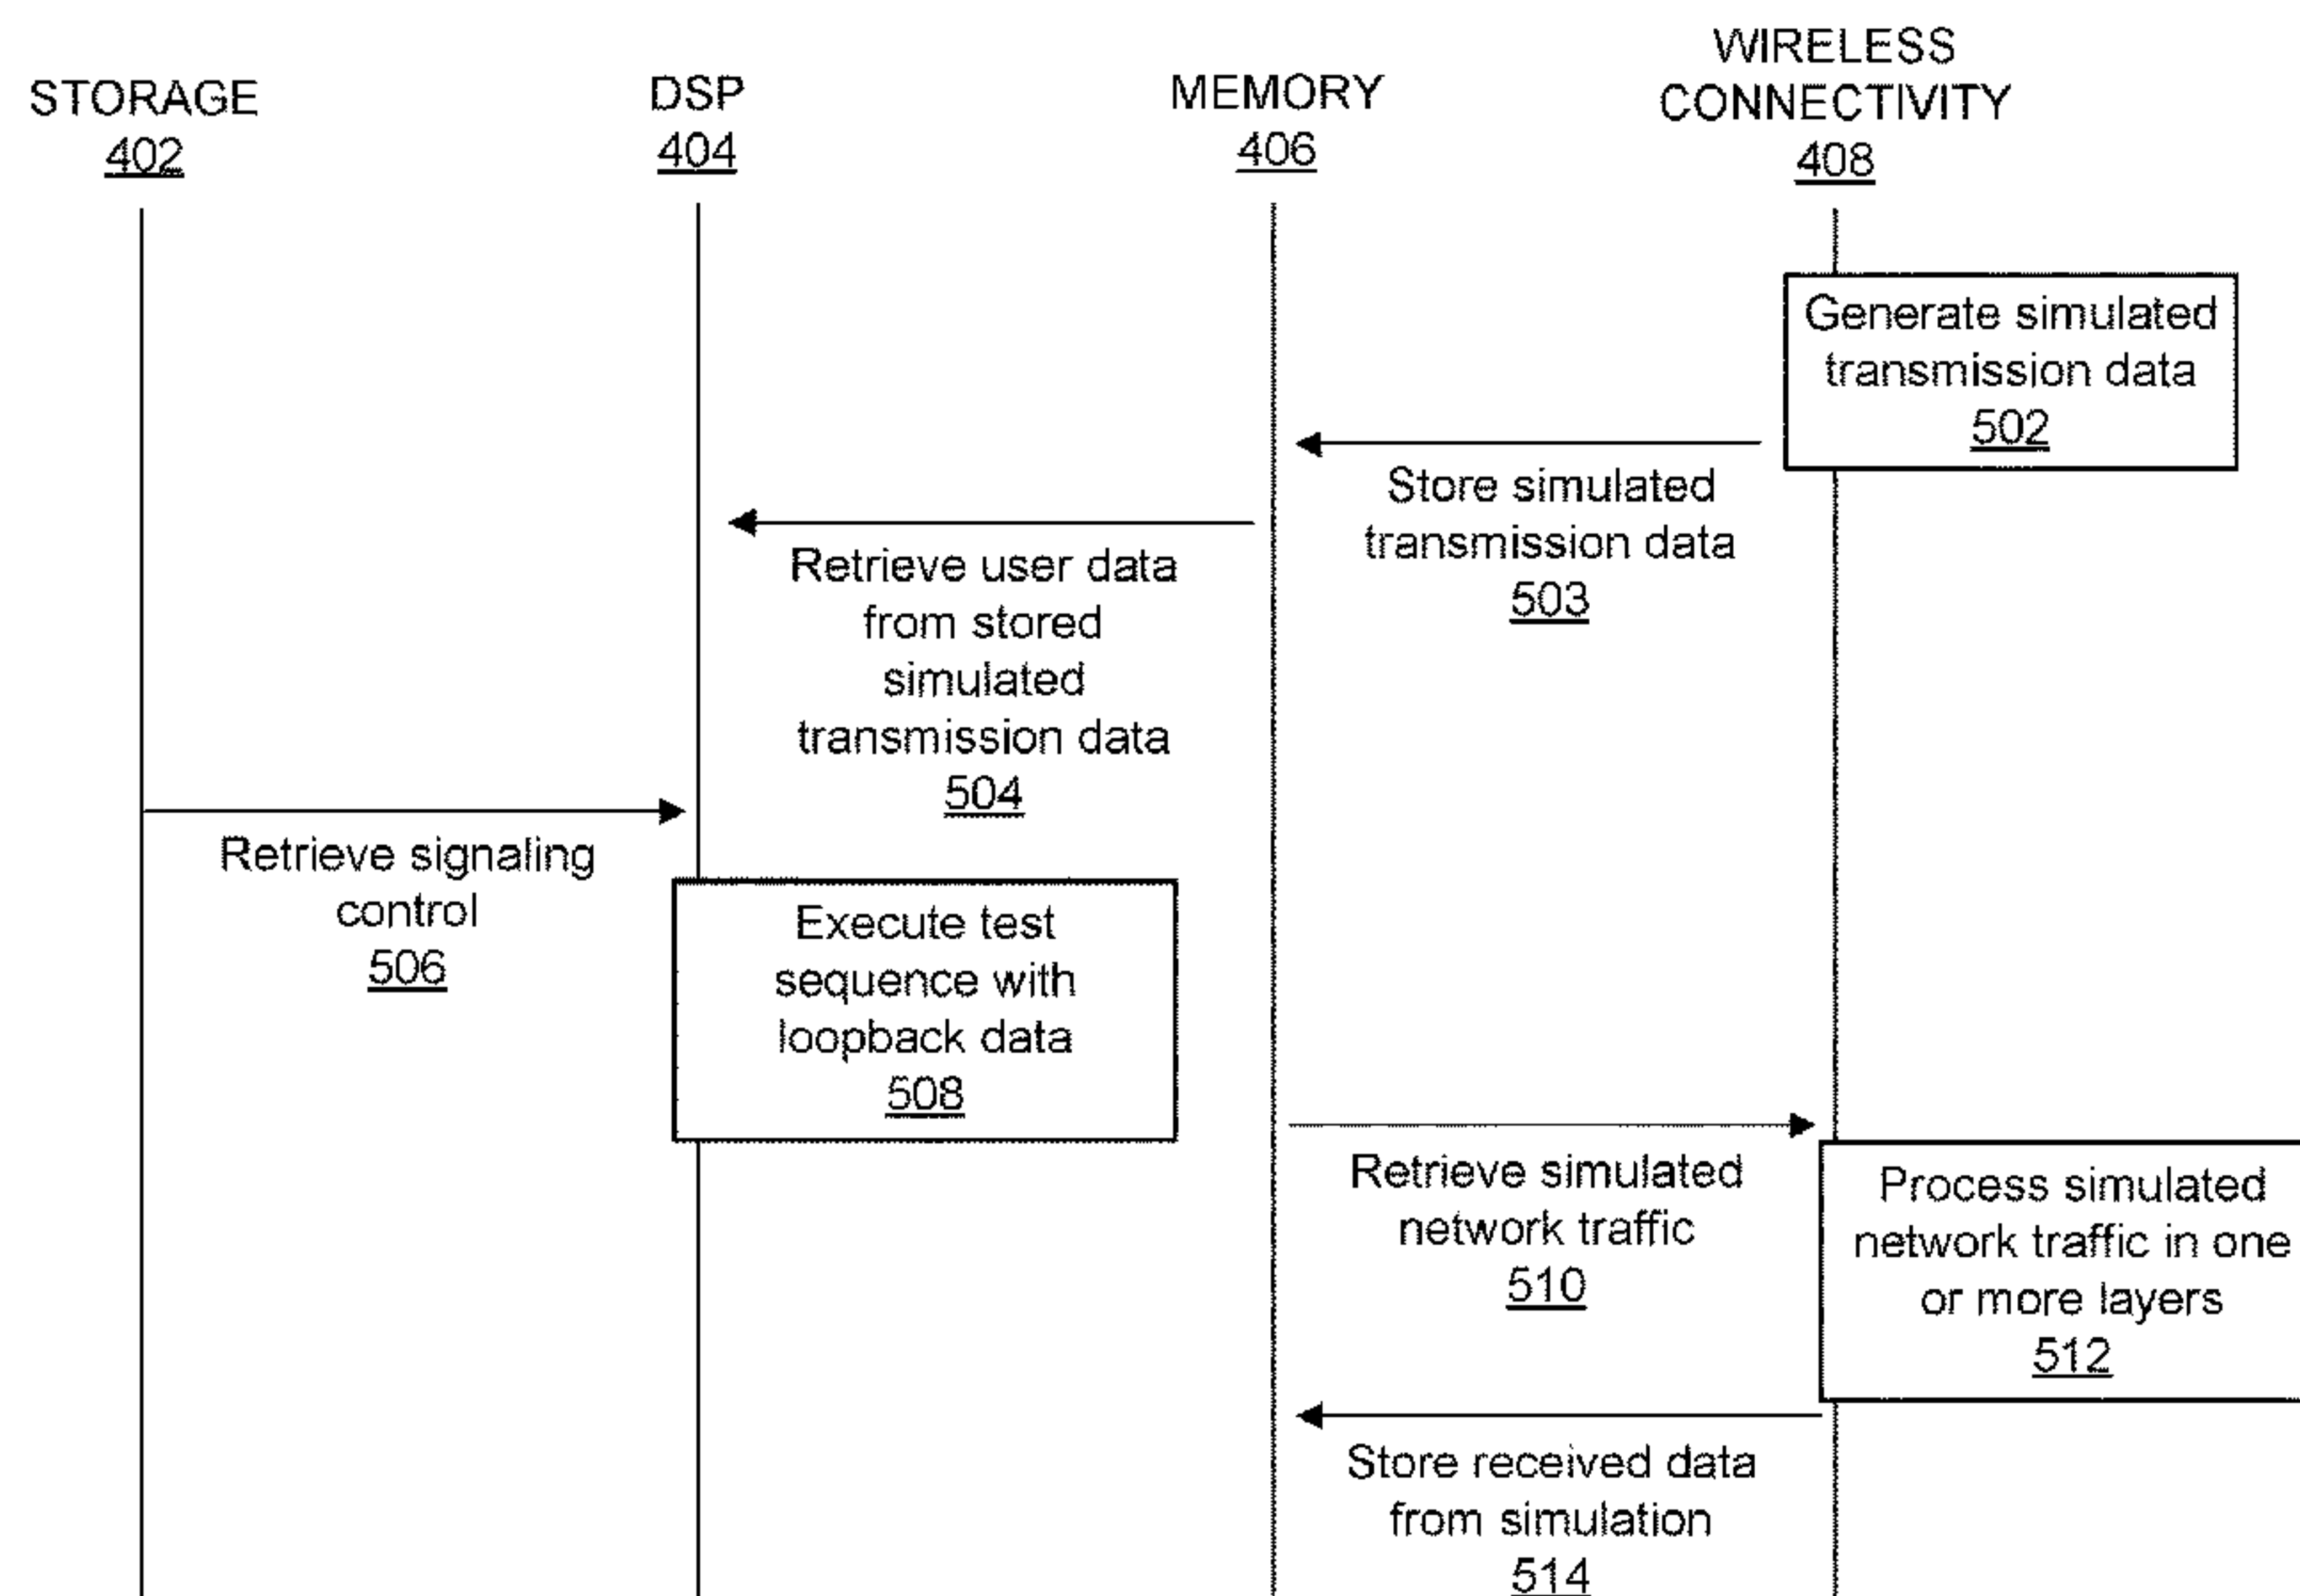 STORAGE
402
DSP
404
MEMORY
406
WIRELESS
CONNECTIVITY
408
Generate simulated
transmission data
502
Store simulated
transmission data
503
Retrieve user data
from stored
simulated
transmission data
504
Retrieve signaling
control
506
Execute test
sequence with
loopback data
508
Retrieve simulated
network traffic
510
Process simulated
network traffic in one
or more layers
512
Store received data
from simulation
514